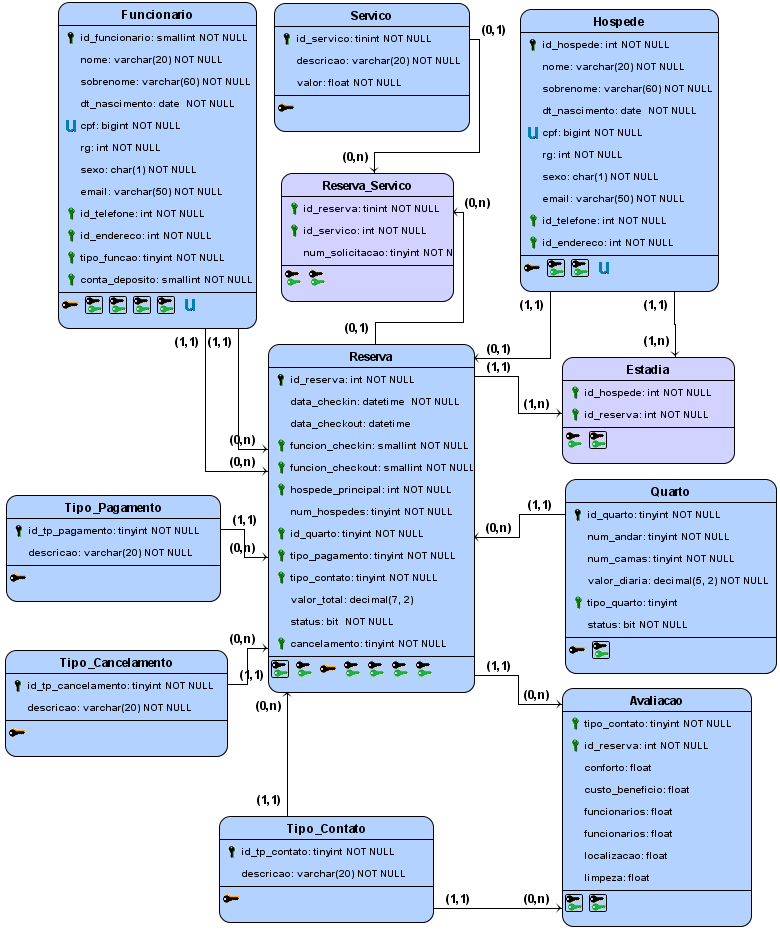 Funcionario
id_funcionario: smallint NOT NULL
nome: varchar(20) NOT NULL
sobrenome: varchar(60) NOT NULL
dt_nascimento: date NOT NULL
U cpf: bigint NOT NULL
rg: int NOT NULL
sexo: char(1) NOT NULL
email: varchar(50) NOT NULL
id_telefone: int NOT NULL
id_endereco: int NOT NULL
tipo_funcao: tinyint NOT NULL
conta_deposito: smallint NOT NULL
U
Servico
id_servico: tinint NOT NULL
descricao: varchar(20) NOT NULL
valor: float NOT NULL
(0,1)
(0,n)
Hospede
id_hospede: int NOT NULL
nome: varchar(20) NOT NULL
sobrenome: varchar(60) NOT NULL
dt_nascimento: date NOT NULL
U cpf: bigint NOT NULL
rg: int NOT NULL
sexo: char(1) NOT NULL
email: varchar(50) NOT NULL
id_telefone: int NOT NULL
id_endereco: int NOT NULL
U
Reserva_Servico
id_reserva: tinint NOT NULL
id_servico: int NOT NULL
num_solicitacao: tinyint NOT N
(0,n)
(0,1)
(1,1)
(1,1)
(1,1)
(1,1)
(0,1)
(1,n)
(1,1)
(1,n)
Estadia
id_hospede: int NOT NULL
id_reserva: int NOT NULL
Reserva
id_reserva: int NOT NULL
data_checkin: datetime NOT NULL
data_checkout: datetime
funcion_checkin: smallint NOT NULL
funcion_checkout: smallint NOT NULL
hospede_principal: int NOT NULL
num_hospedes: tinyint NOT NULL
id_quarto: tinyint NOT NULL
tipo_pagamento: tinyint NOT NULL
tipo_contato: tinyint NOT NULL
valor_total: decimal(7, 2)
status: bit NOT NULL
cancelamento: tinyint NOT NULL
(0,n)
(0,n)
Tipo_Pagamento
id_tp_pagamento: tinyint NOT NULL
descricao: varchar(20) NOT NULL
(1,1)
(0,n)
Quarto
id_quarto: tinyint NOT NULL
num_andar: tinyint NOT NULL
num_camas: tinyint NOT NULL
valor_diaria: decimal(5, 2) NOT NULL
tipo_quarto: tinyint
status: bit NOT NULL
(1,1)
(0,n)
Tipo_Cancelamento
id_tp_cancelamento: tinyint NOT NULL
descricao: varchar(20) NOT NULL
(0,n)
(1,1)
(1,1)
(0,n)
Avaliacao
tipo_contato: tinyint NOT NULL
id_reserva: int NOT NULL
conforto: float
custo_beneficio: float
funcionarios: float
funcionarios: float
localizacao: float
limpeza: float
(0,n)
(1,1)
Tipo_Contato
id_tp_contato: tinyint NOT NULL
descricao: varchar(20) NOT NULL
(1,1)
(0,n)